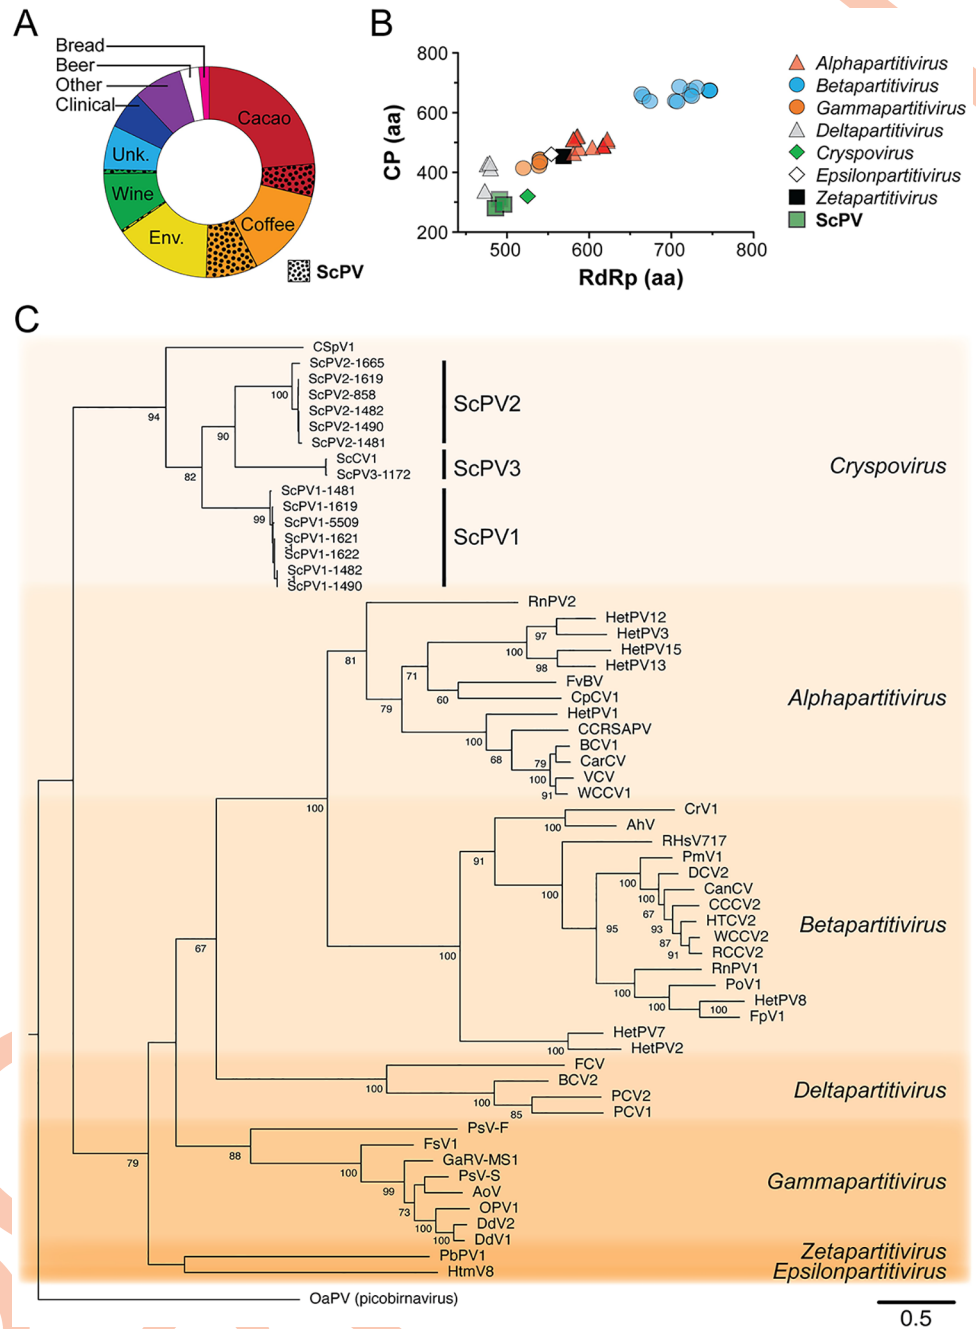 A
Bread
Beer
Other
Clinical
Cacao
Unk.
Wine
Env.
Coffee
ScPV
B
CP (aa)
800
600
400
200
500
600
700
800
RdRp (aa)
Alphapartitivirus
Betapartitivirus
Gammapartitivirus
Deltapartitivirus
Cryspovirus
Epsilonpartitivirus
Zetapartitivirus
ScPV
C
CSpV1
ScPV2-1665
ScPV2-1619
100
ScPV2-858
ScPV2
94
ScPV2-1482
ScPV2-1490
90
ScPV2-1481
ScCV1
ScPV3
Cryspovirus
82
ScPV3-1172
ScPV1-1481
ScPV1-1619
99
ScPV1-5509
ScPV1-1621
ScPV1
ScPV1-1622
ScPV1-1482
ScPV1-1490
RnPV2
HetPV12
97
HetPV3
81
100
HetPV15
98
HetPV13
71
FvBV
60
CpCV1
Alphapartitivirus
79
HetPV1
100
CCRSAPV
68
BCV1
79
CarCV
100
VCV
91
WCCV1
100
CrV1
100
AhV
91
RHsV717
PmV1
100
DCV2
100
100
CanCV
67
CCCV2
95
93
HTCV2
Betapartitivirus
87
WCCV2
67
100
91
RCCV2
RnPV1
100
PoV1
100
HetPV8
100
FpV1
HetPV7
100
HetPV2
FCV
100
BCV2
100
PCV2
Deltapartitivirus
85
PCV1
PsV-F
88
FsV1
79
100
GaRV-MS1
99
PsV-S
Gammapartitivirus
AoV
73
OPV1
100
DdV2
100
DdV1
PbPV1
Zetapartitivirus
HtmV8
Epsilonpartitivirus
OaPV (picobirnavirus)
0.5